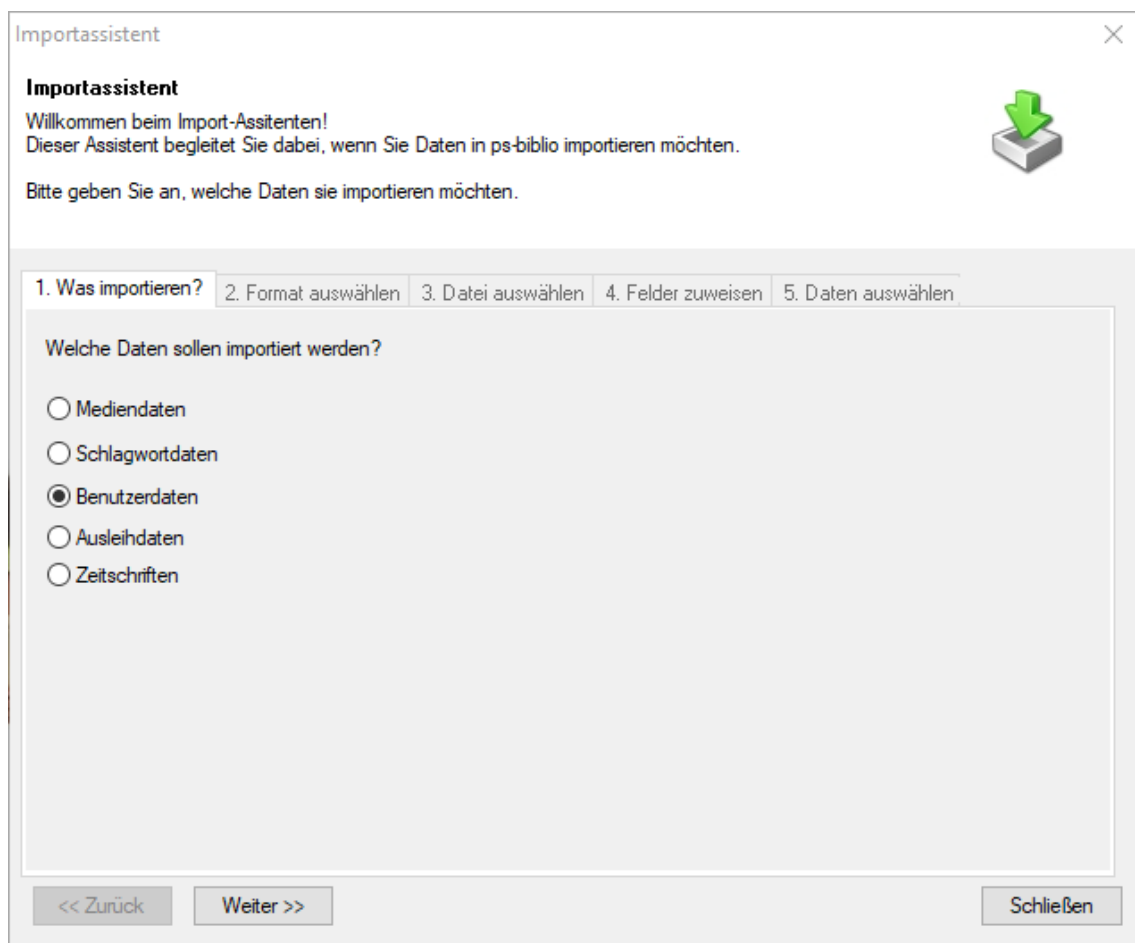 Importassistent
Importassistent
Willkommen beim Import-Assitenten!
Dieser Assistent begleitet Sie dabei, wenn Sie Daten in ps-biblio importieren möchten.
Bitte geben Sie an, welche Daten sie importieren möchten.
1. Was importieren? 2. Format auswählen 3. Datei auswählen 4. Felder zuweisen 5. Daten auswählen
Welche Daten sollen importiert werden?
Mediendaten
Schlagwortdaten
Benutzerdaten
Ausleihdaten
Zeitschriften
<< Zurück Weiter >> Schließen